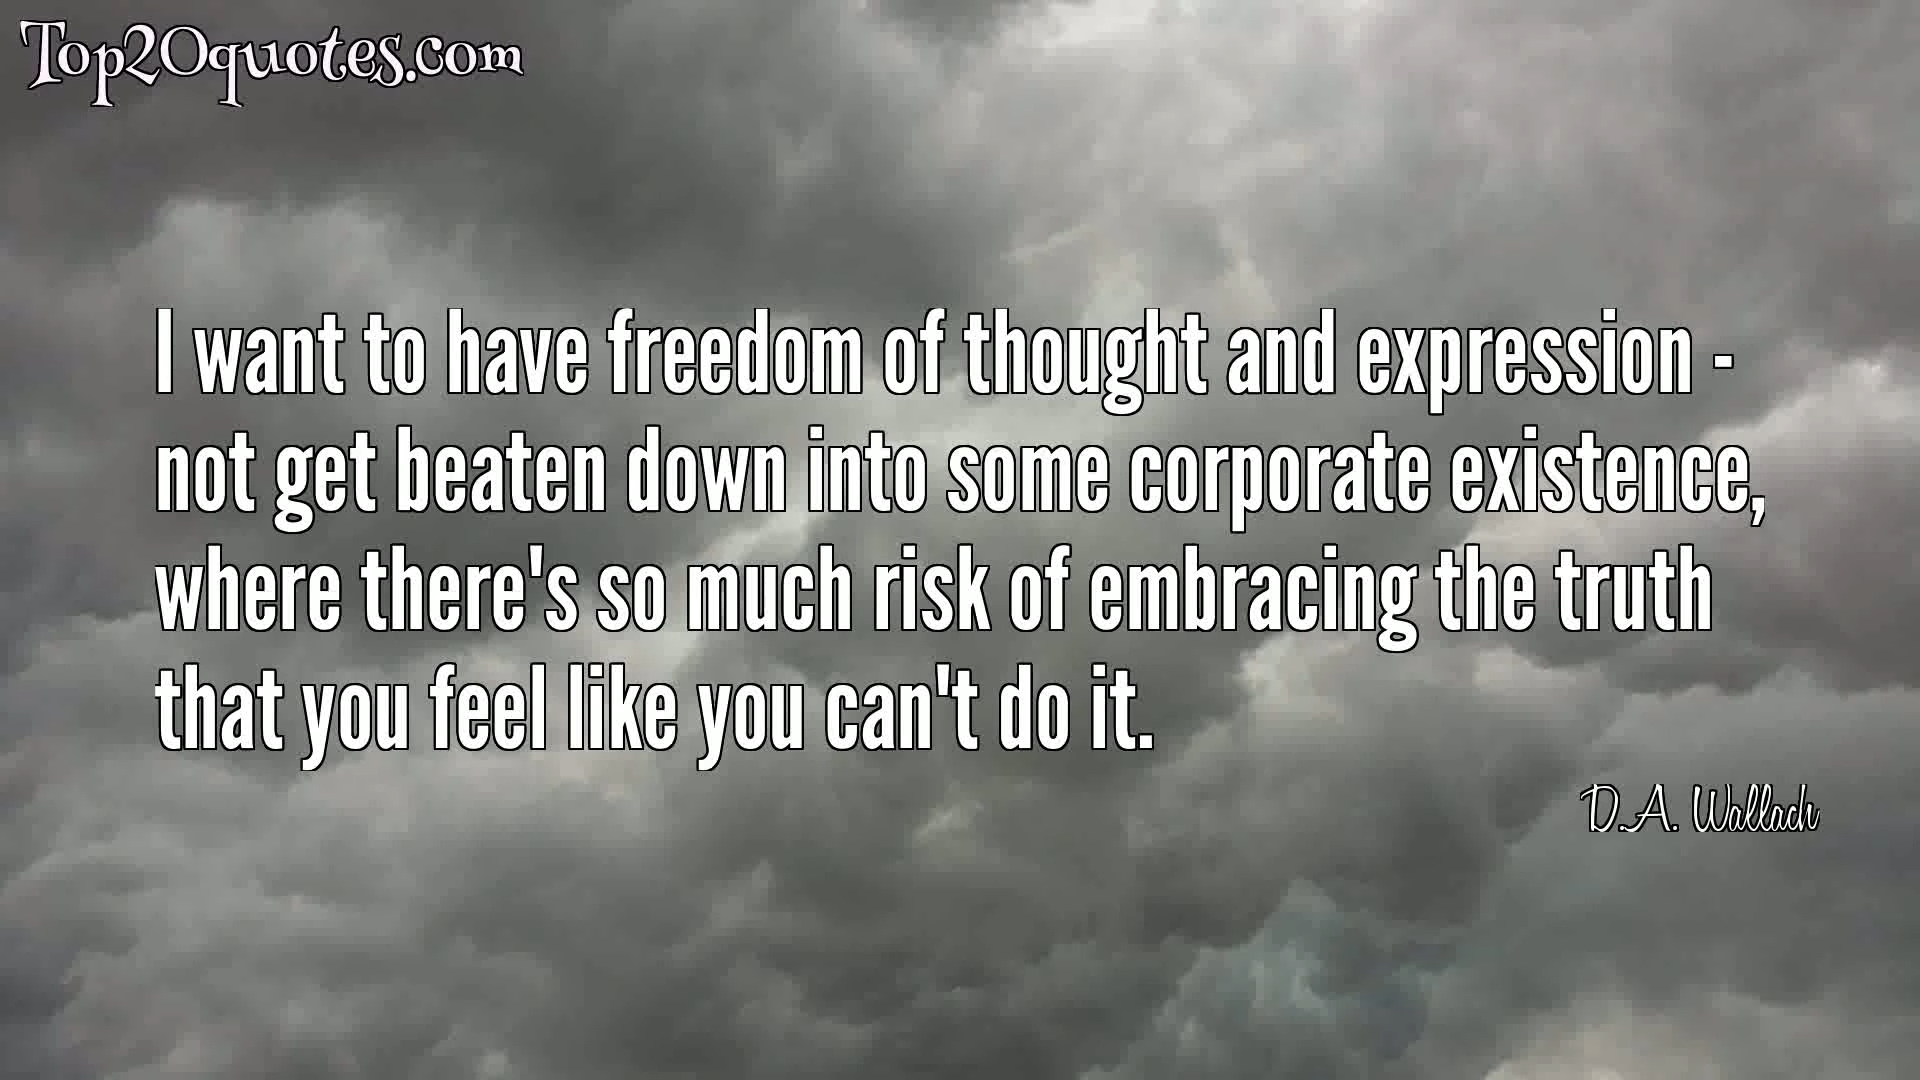 Top20quotes.com
I want to have freedom of thought and expression -
not get beaten down into some corporate existence,
where there's so much risk of embracing the truth
that you feel like you can't do it.
D.A. Wallach